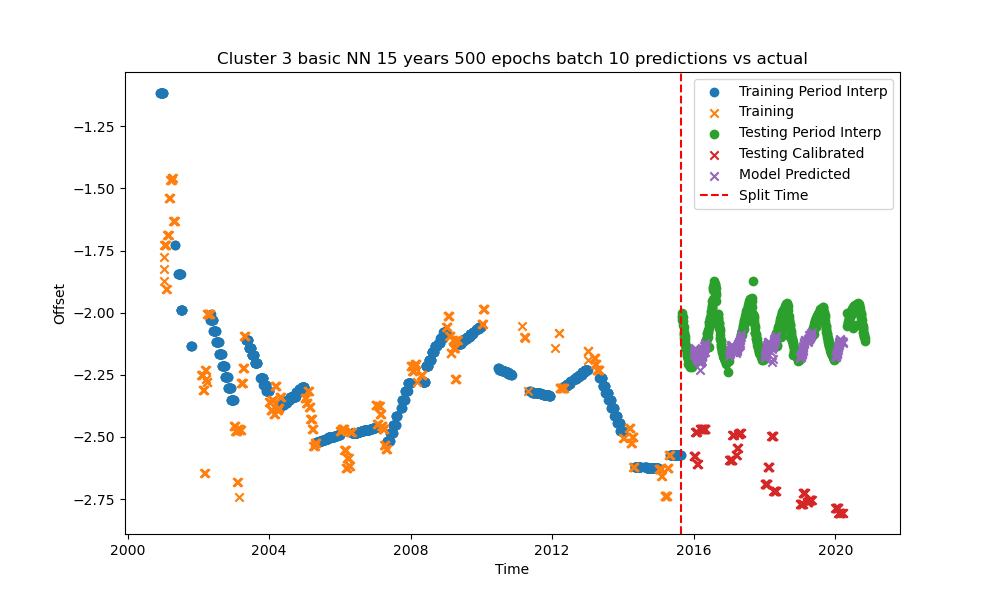 Cluster 3 basic NN 15 years 500 epochs batch 10 predictions vs actual
Training Period Interp
Training
Testing Period Interp
Testing Calibrated
Model Predicted
Split Time
Offset
−1.25
−1.50
−1.75
−2.00
−2.25
−2.50
−2.75
2000 2004 2008 2012 2016 2020
Time